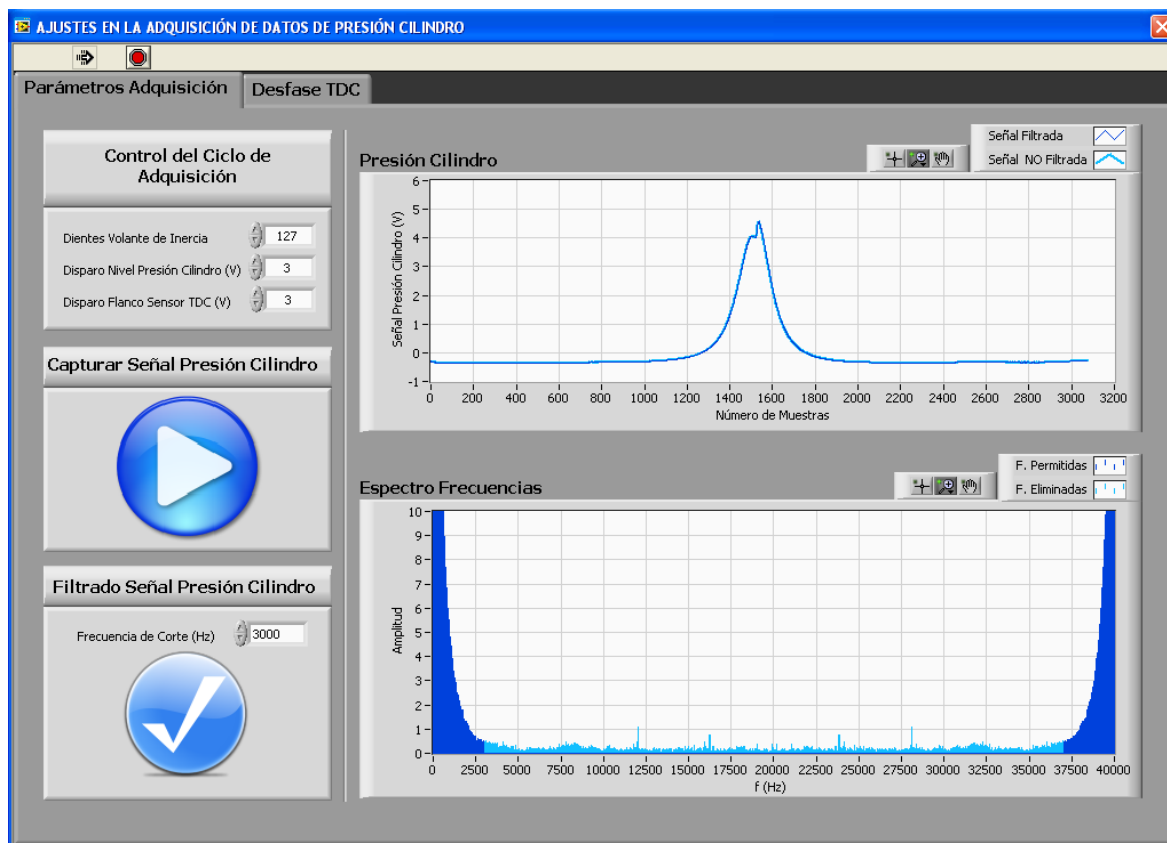 AJUSTES EN LA ADQUISICIÓN DE DATOS DE PRESIÓN CILINDRO
Parámetros Adquisición
Desfase TDC
Control del Ciclo de
Adquisición
Dientes Volante de Inercia 127
Disparo Nivel Presión Cilindro (V) 3
Disparo Flanco Sensor TDC (V) 3
Capturar Señal Presión Cilindro
Filtrado Señal Presión Cilindro
Frecuencia de Corte (Hz) 3000
Presión Cilindro
Señal Filtrada
Señal NO Filtrada
Señal Presión Cilindro (V)
6
5
4
3
2
1
0
-1
0 200 400 600 800 1000 1200 1400 1600 1800 2000 2200 2400 2600 2800 3000 3200
Número de Muestras
Espectro Frecuencias
F. Permitidas
F. Eliminadas
Amplitud
10
9
8
7
6
5
4
3
2
1
0
0 2500 5000 7500 10000 12500 15000 17500 20000 22500 25000 27500 30000 32500 35000 37500 40000
f (Hz)